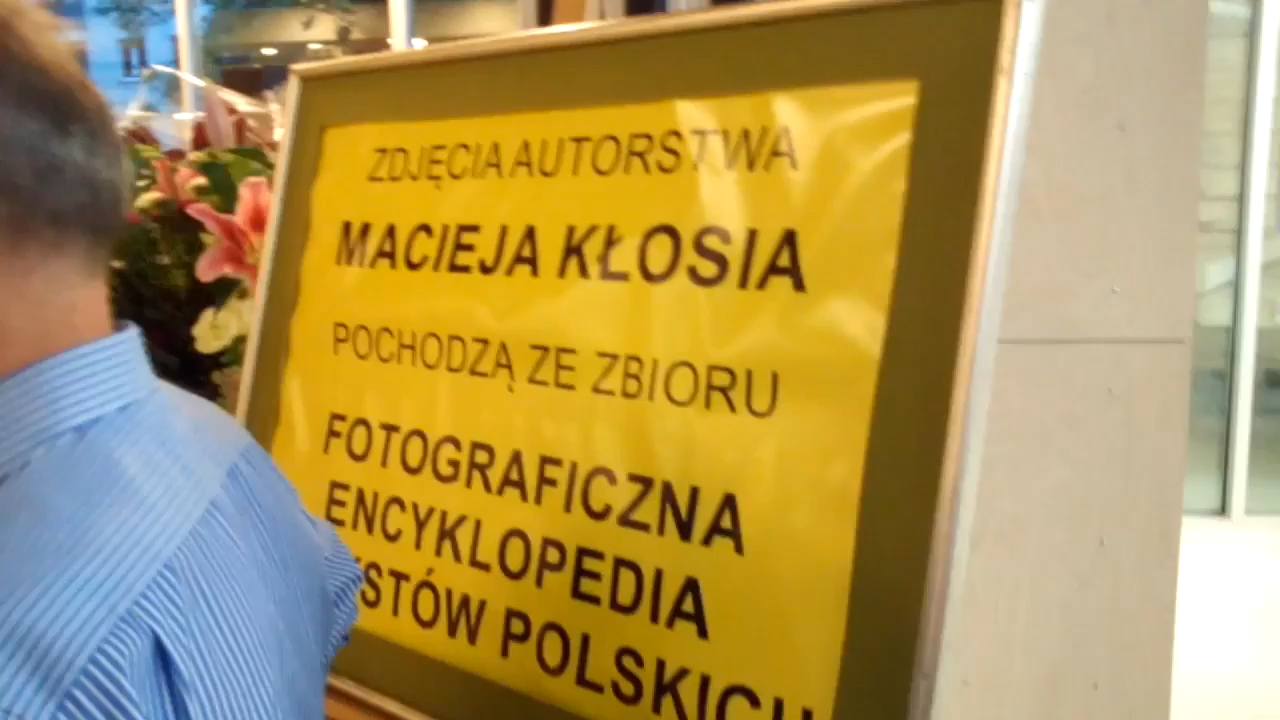 ZDJĘCIA AUTORSTWA
MACIEJA KŁOSIA
POCHODZĄ ZE ZBIORU
FOTOGRAFICZNA
ENCYKLOPEDIA
POLSKICH